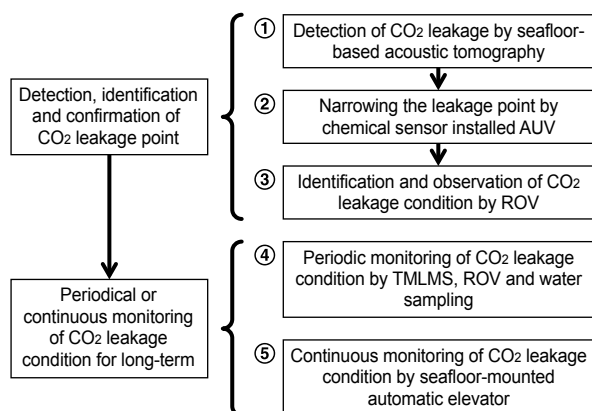 Detection, identification
and confirmation of
CO2 leakage point
①
Detection of CO2 leakage by seafloor-
based acoustic tomography
②
Narrowing the leakage point by
chemical sensor installed AUV
③
Identification and observation of CO2
leakage condition by ROV
Periodical or
continuous monitoring
of CO2 leakage
condition for long-term
④
Periodic monitoring of CO2 leakage
condition by TMLMS, ROV and water
sampling
⑤
Continuous monitoring of CO2 leakage
condition by seafloor-mounted
automatic elevator